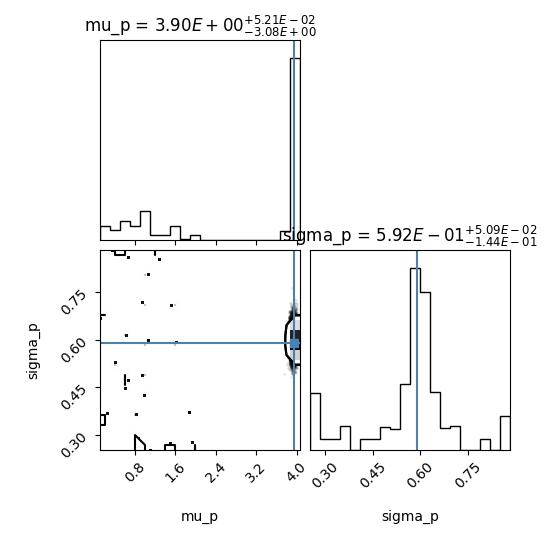 mu_p = 3.90E + 00+5.21E − 02 −3.08E + 00
sigma_p = 5.92E − 01+5.09E − 02 −1.44E − 01
sigma_p
0.75
0.60
0.45
0.30
0.8 1.6 2.4 3.2 4.0
0.30 0.45 0.60 0.75
mu_p
sigma_p